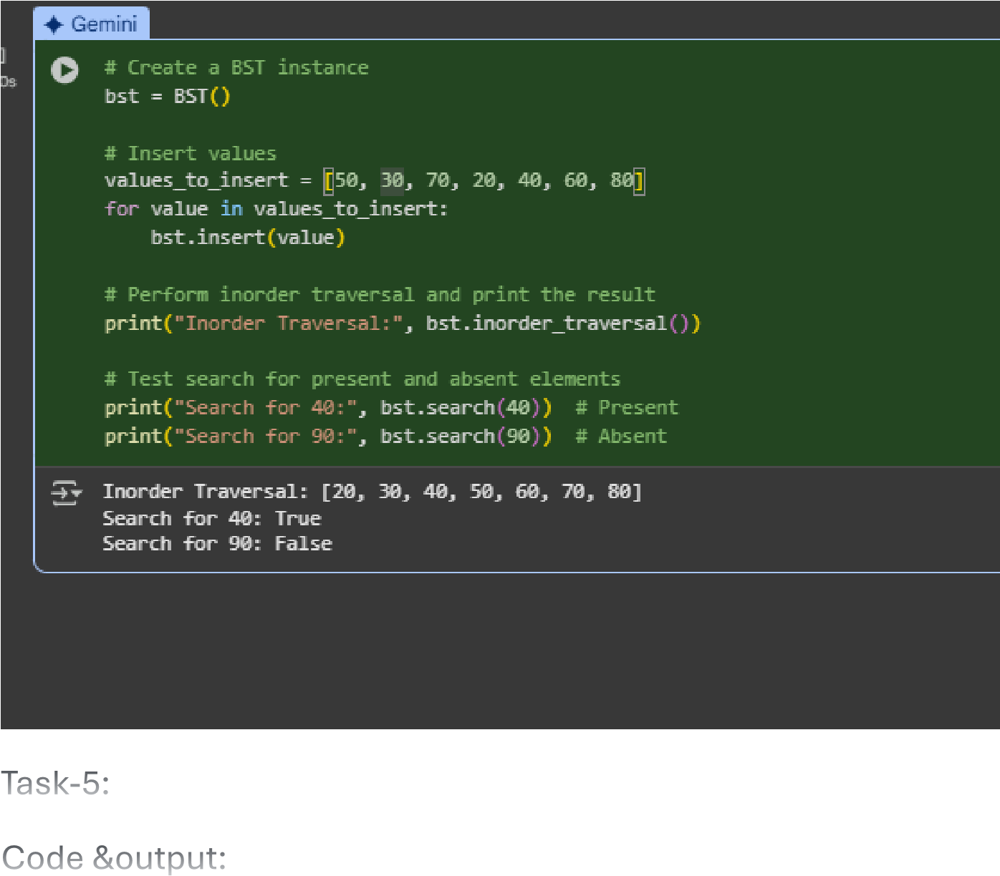 Gemini
]
0s
# Create a BST instance
bst = BST()
# Insert values
values_to_insert = [50, 30, 70, 20, 40, 60, 80]
for value in values_to_insert:
    bst.insert(value)
# Perform inorder traversal and print the result
print("Inorder Traversal:", bst.inorder_traversal())
# Test search for present and absent elements
print("Search for 40:", bst.search(40))  # Present
print("Search for 90:", bst.search(90))  # Absent
Inorder Traversal: [20, 30, 40, 50, 60, 70, 80]
Search for 40: True
Search for 90: False
Task-5:
Code &output: